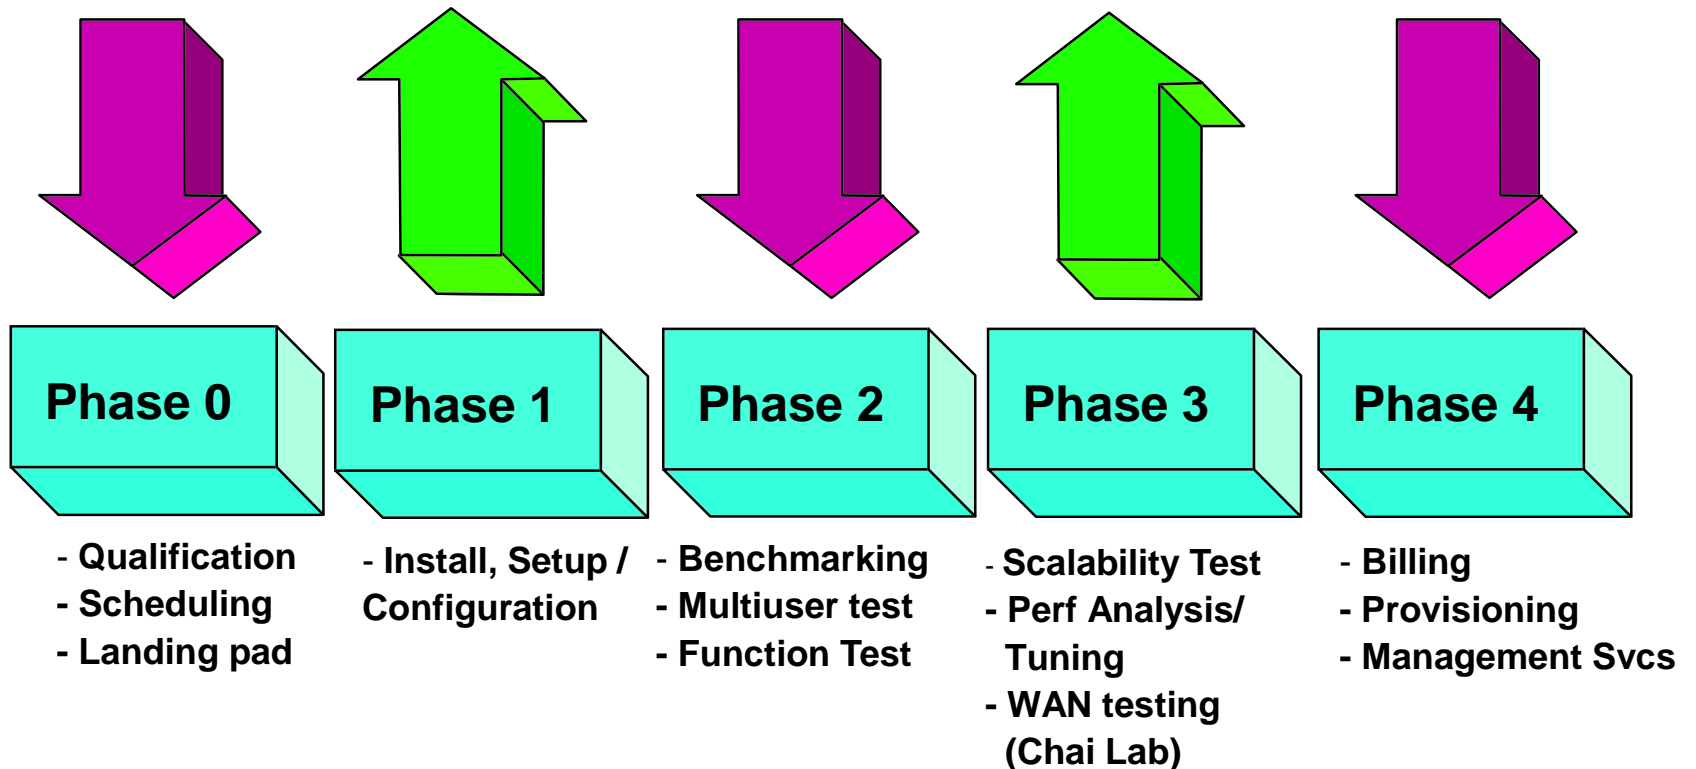 Phase 0
Phase 1
Phase 2
Phase 3
Phase 4
- Qualification
- Scheduling
- Landing pad
- Install, Setup /
Configuration
- Benchmarking
- Multiuser test
- Function Test
- Scalability Test
- Perf Analysis/
Tuning
- WAN testing
(Chai Lab)
- Billing
- Provisioning
- Management Svcs